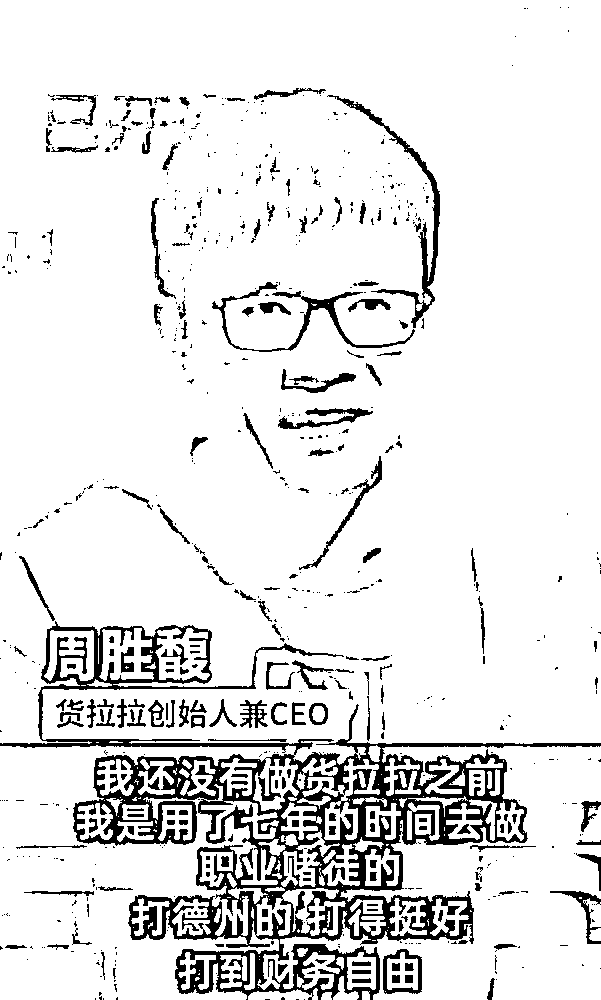 周胜馥
货拉拉创始人兼CEO
我还没有做货拉拉之前
我是用了七年的时间去做
职业赌徒的
打德州的 打得挺好
打到财务自由